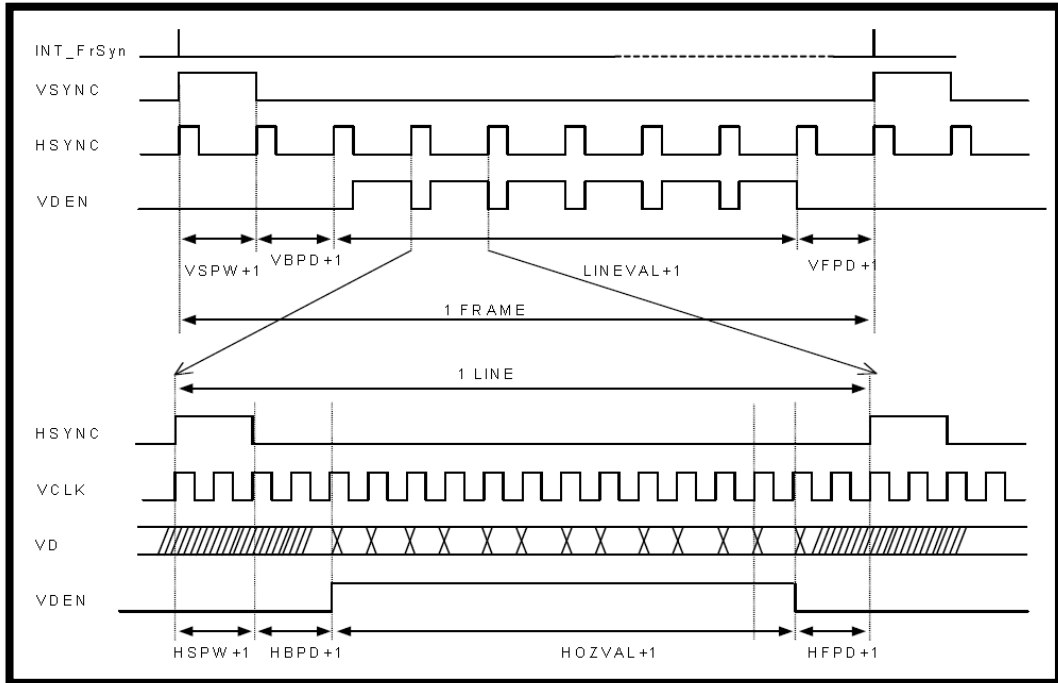 INT_FrSyn
VSYNC
HSYNC
VDEN
VSPW+1
VBPD+1
LINEVAL+1
VFPD+1
1 FRAME
1 LINE
HSYNC
VCLK
VD
VDEN
HSPW+1
HBPD+1
HOZVAL+1
HFPD+1